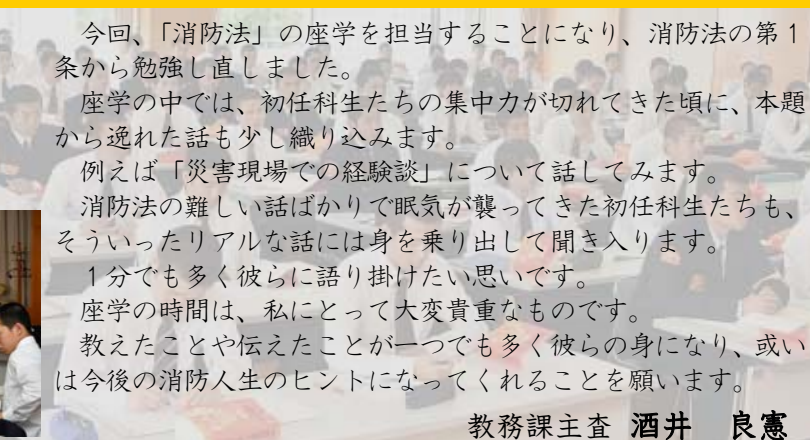 今回、「消防法」の座学を担当することになり、消防法の第１
条から勉強し直しました。
　座学の中では、初任科生たちの集中力が切れてきた頃に、本題
から逸れた話も少し織り込みます。
　例えば「災害現場での経験談」について話してみます。
　消防法の難しい話ばかりで眠気が襲ってきた初任科生たちも、
そういったリアルな話には身を乗り出して聞き入ります。
　１分でも多く彼らに語り掛けたい思いです。
　座学の時間は、私にとって大変貴重なものです。
　教えたことや伝えたことが一つでも多く彼らの身になり、或い
は今後の消防人生のヒントになってくれることを願います。
教務課主査 酒井　良憲